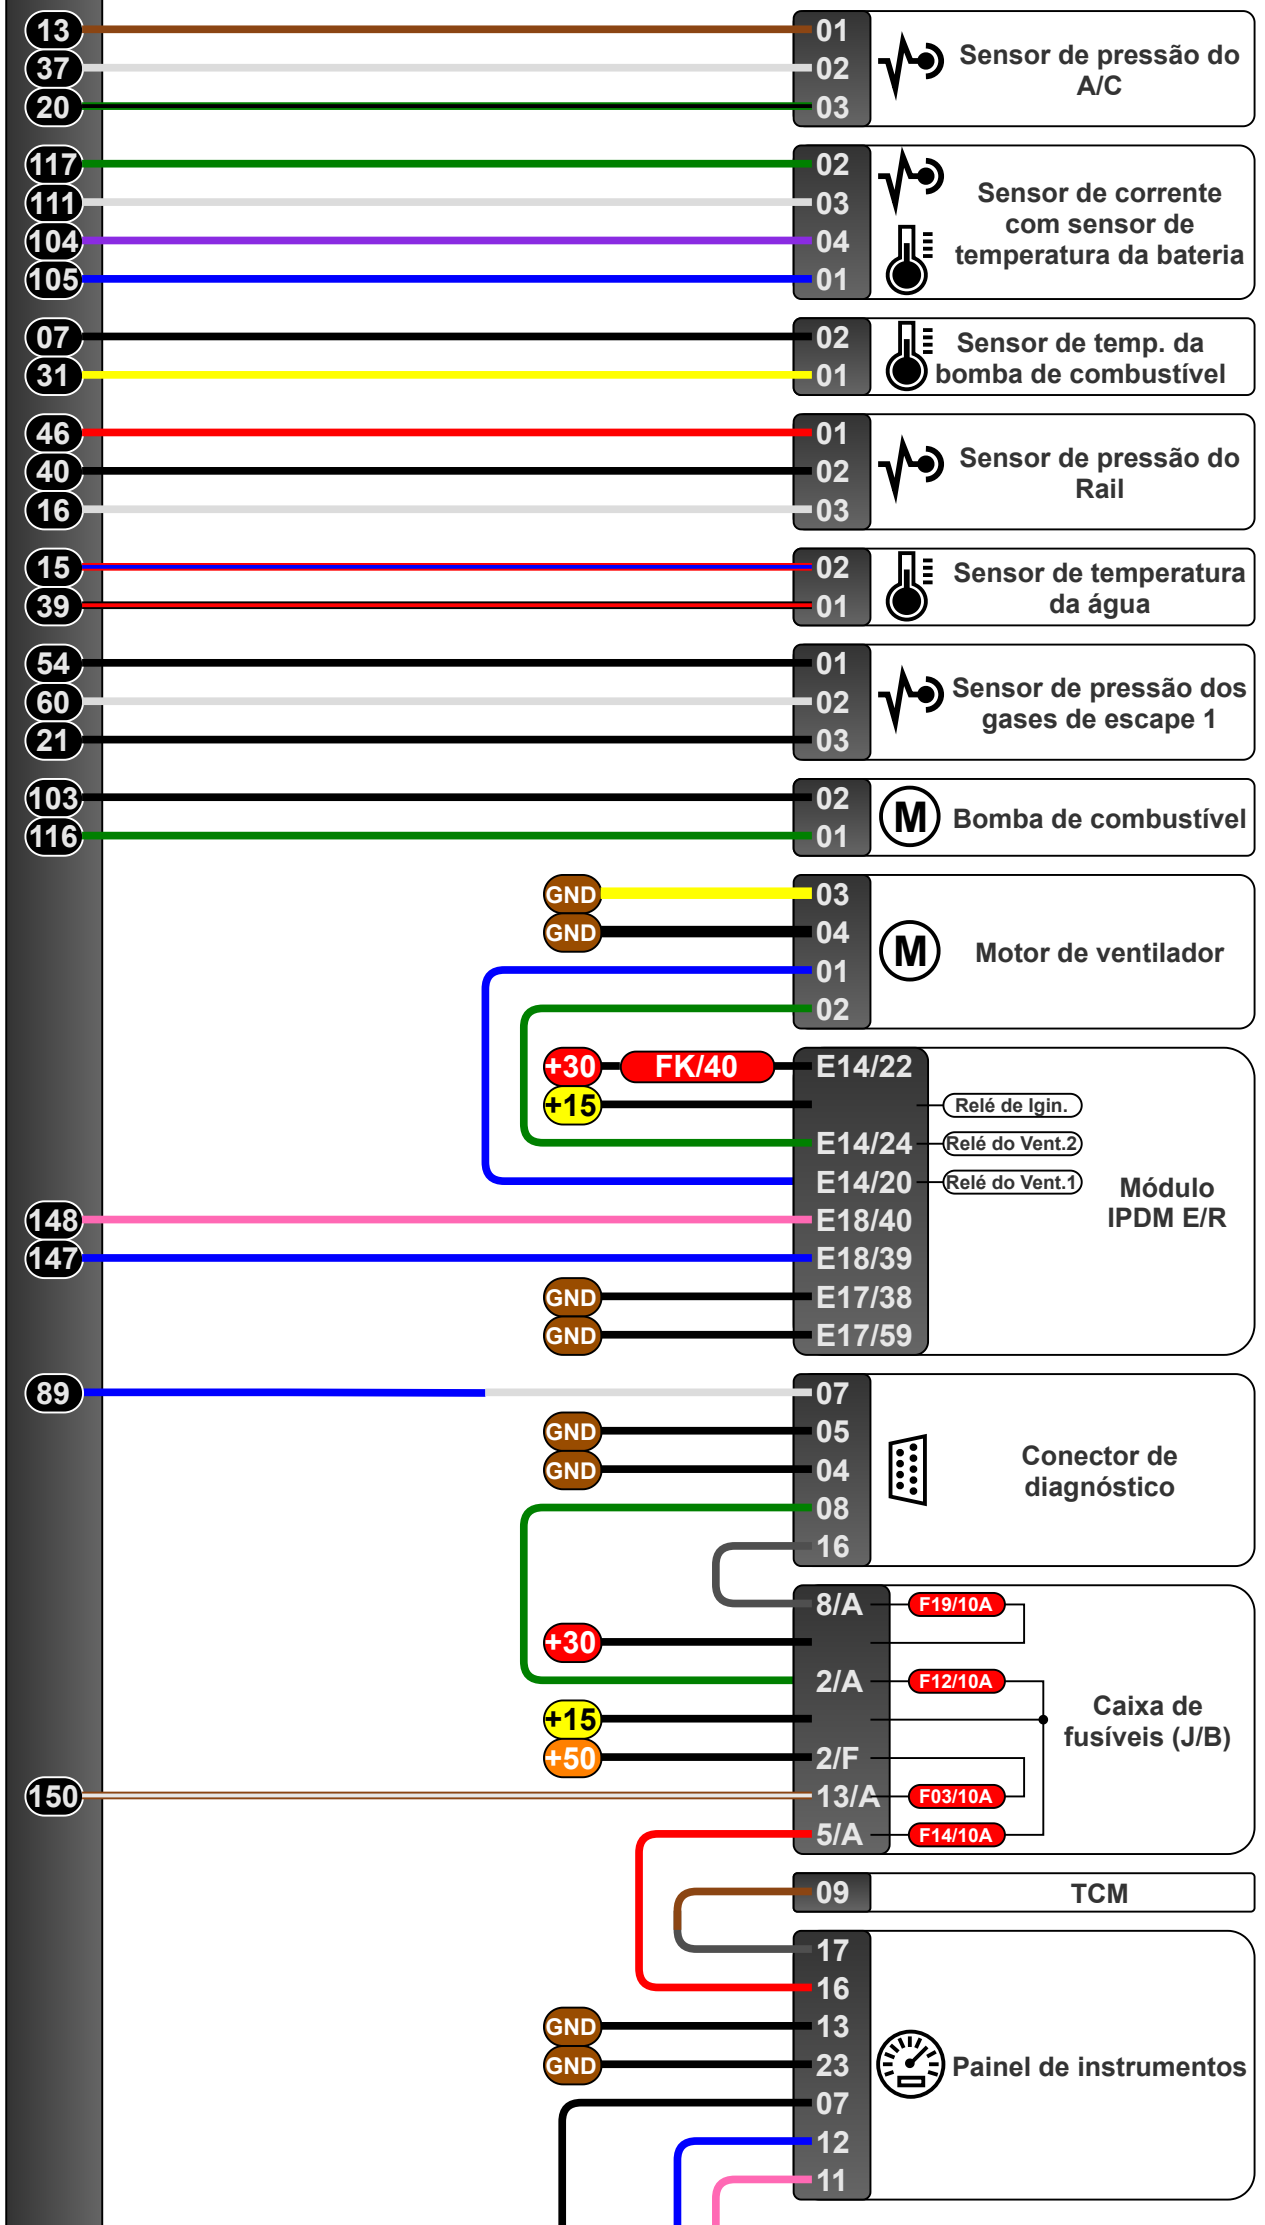 13 01
37 02
20 03
Sensor de pressão do
A/C
117 02
111 03
104 04
105 01
Sensor de corrente
com sensor de
temperatura da bateria
07 02
31 01
Sensor de temp. da
bomba de combustível
46 01
40 02
16 03
Sensor de pressão do
Rail
15 02
39 01
Sensor de temperatura
da água
54 01
60 02
21 03
Sensor de pressão dos
gases de escape 1
103 02
116 01
M Bomba de combustível
GND 03
GND 04
01
02
M Motor de ventilador
+30 FK/40 E14/22
+15 Relé de Igin.
E14/24 Relé do Vent.2
E14/20 Relé do Vent.1
148 E18/40
147 E18/39
GND E17/38
GND E17/59
Módulo
IPDM E/R
89 07
GND 05
GND 04
08
16
Conector de
diagnóstico
8/A F19/10A
+30
2/A F12/10A
+15
+50 2/F
150 13/A F03/10A
5/A F14/10A
Caixa de
fusíveis (J/B)
09 TCM
17
16
GND 13
GND 23
07
12
11
Painel de instrumentos